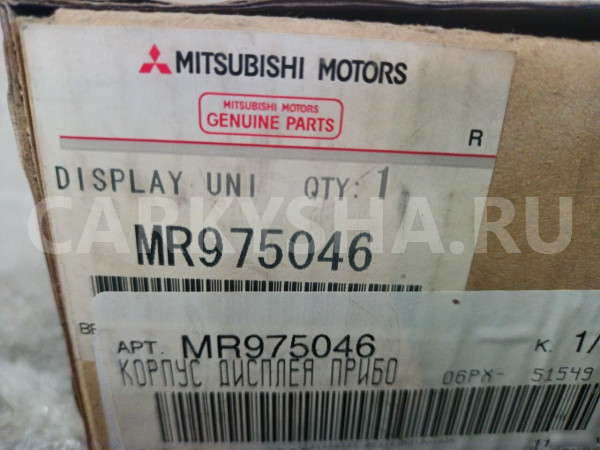 MITSUBISHI MOTORS
MITSUBISHI MOTORS
GENUINE PARTS
R
DISPLAY UNI QTY: 1
CARKYSHA.RU
MR975046
АРТ. MR975046 К. 1/
КОРПУС ДИСПЛЕЯ ПРИБО 06PX- 51549